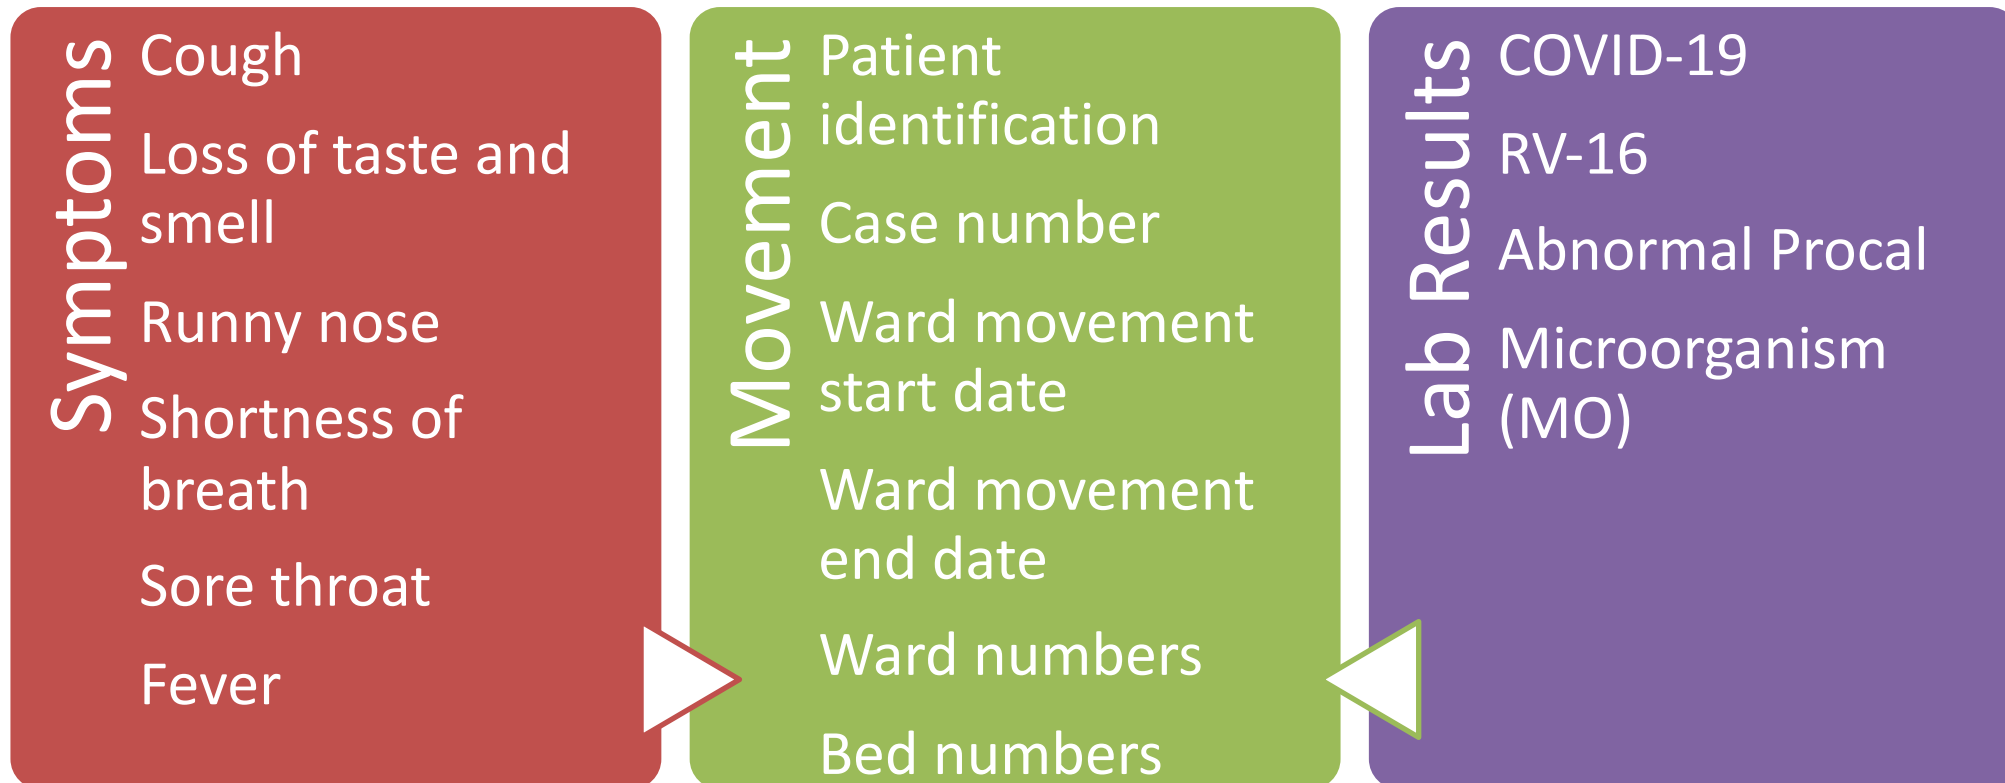 Symptoms
Cough
Loss of taste and
smell
Runny nose
Shortness of
breath
Sore throat
Fever
Movement
Patient
identification
Case number
Ward movement
start date
Ward movement
end date
Ward numbers
Bed numbers
Lab Results
COVID-19
RV-16
Abnormal Procal
Microorganism
(MO)